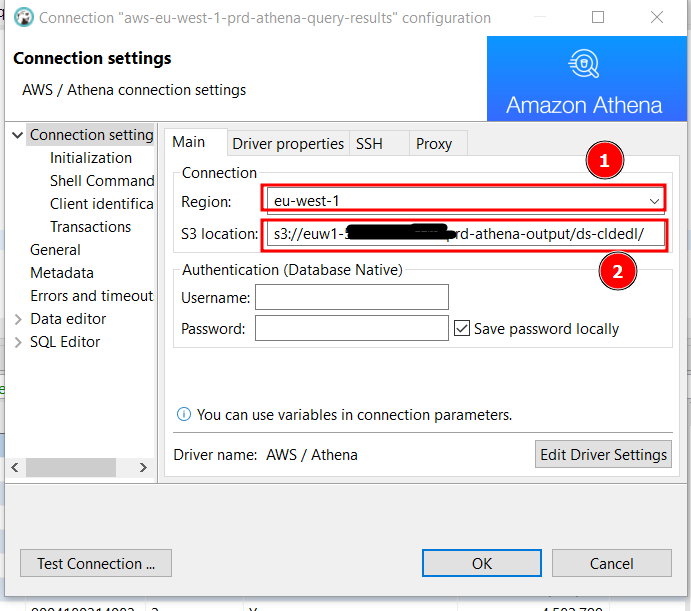 Connection "aws-eu-west-1-prd-athena-query-results" configuration
Connection settings
AWS / Athena connection settings
Amazon Athena
Connection setting
Initialization
Shell Command
Client identifica
Transactions
General
Metadata
Errors and timeout
Data editor
SQL Editor
Main
Driver properties
SSH
Proxy
1
Connection
Region:
eu-west-1
S3 location:
s3://euw1- prd-athena-output/ds-cldedl/
2
Authentication (Database Native)
Username:
Password:
Save password locally
You can use variables in connection parameters.
Driver name: AWS / Athena
Edit Driver Settings
Test Connection ...
OK
Cancel